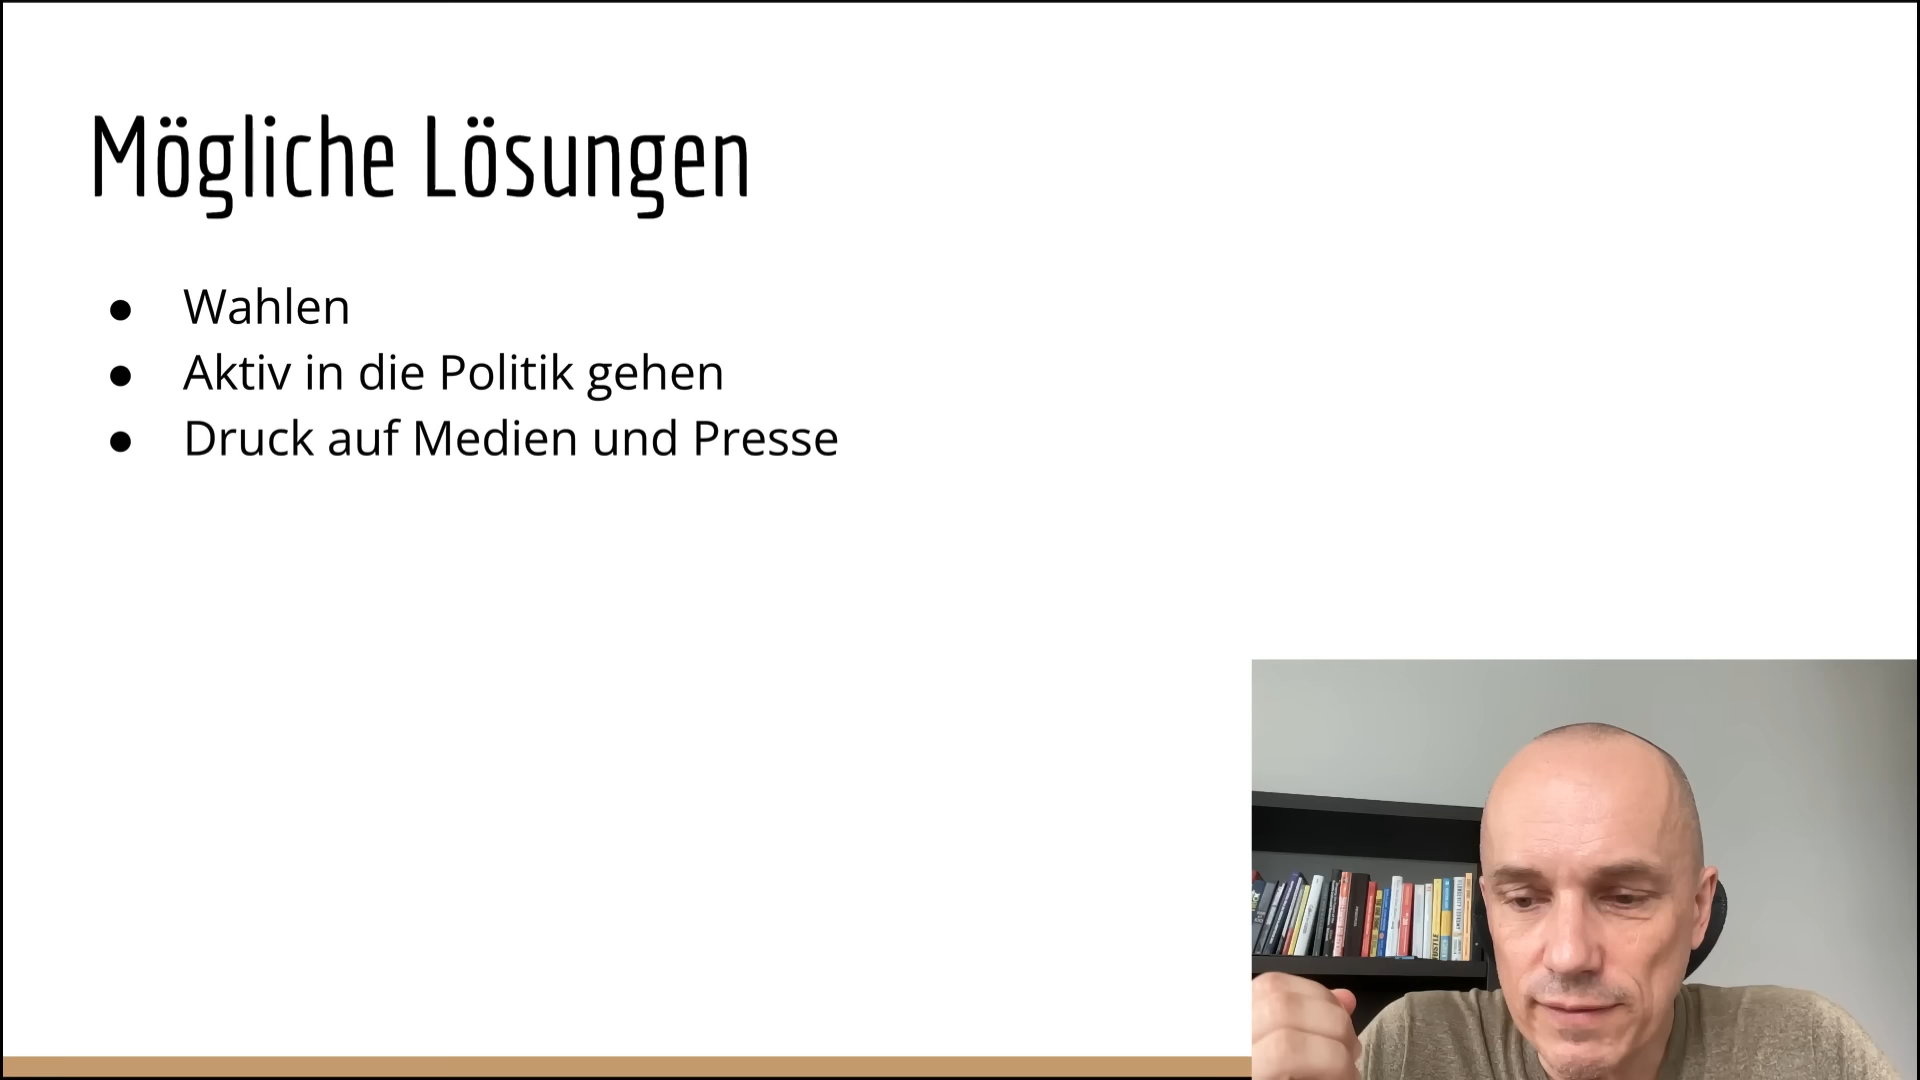 Mögliche Lösungen
● Wahlen
● Aktiv in die Politik gehen
● Druck auf Medien und Presse